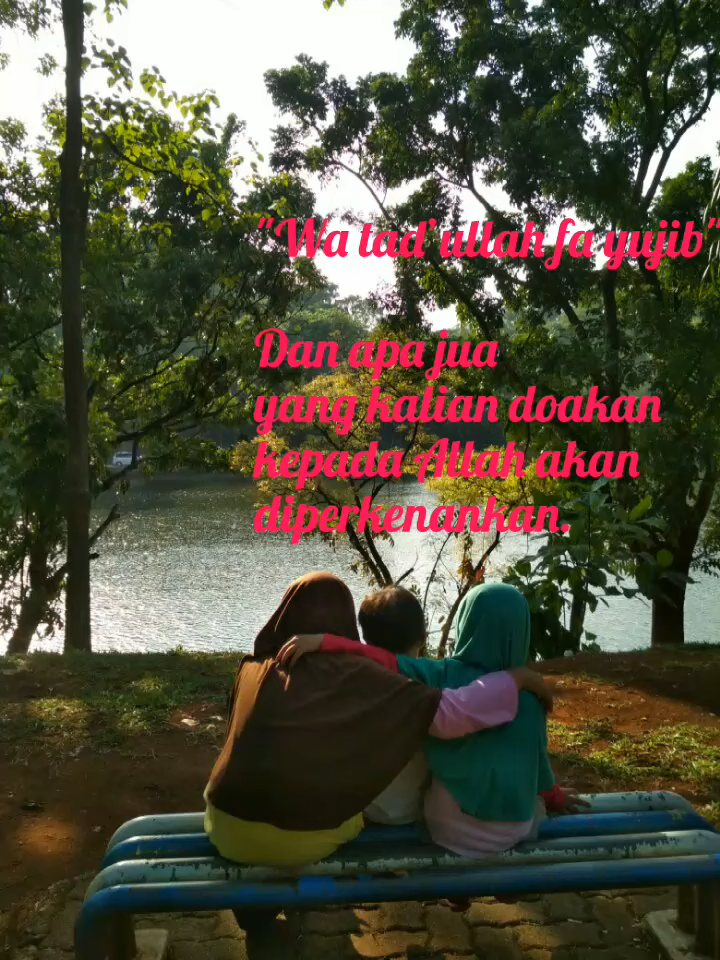 "Wa tad'ullah fa yujib"
Dan apa jua
yang kalian doakan
kepada Allah akan
diperkenankan.